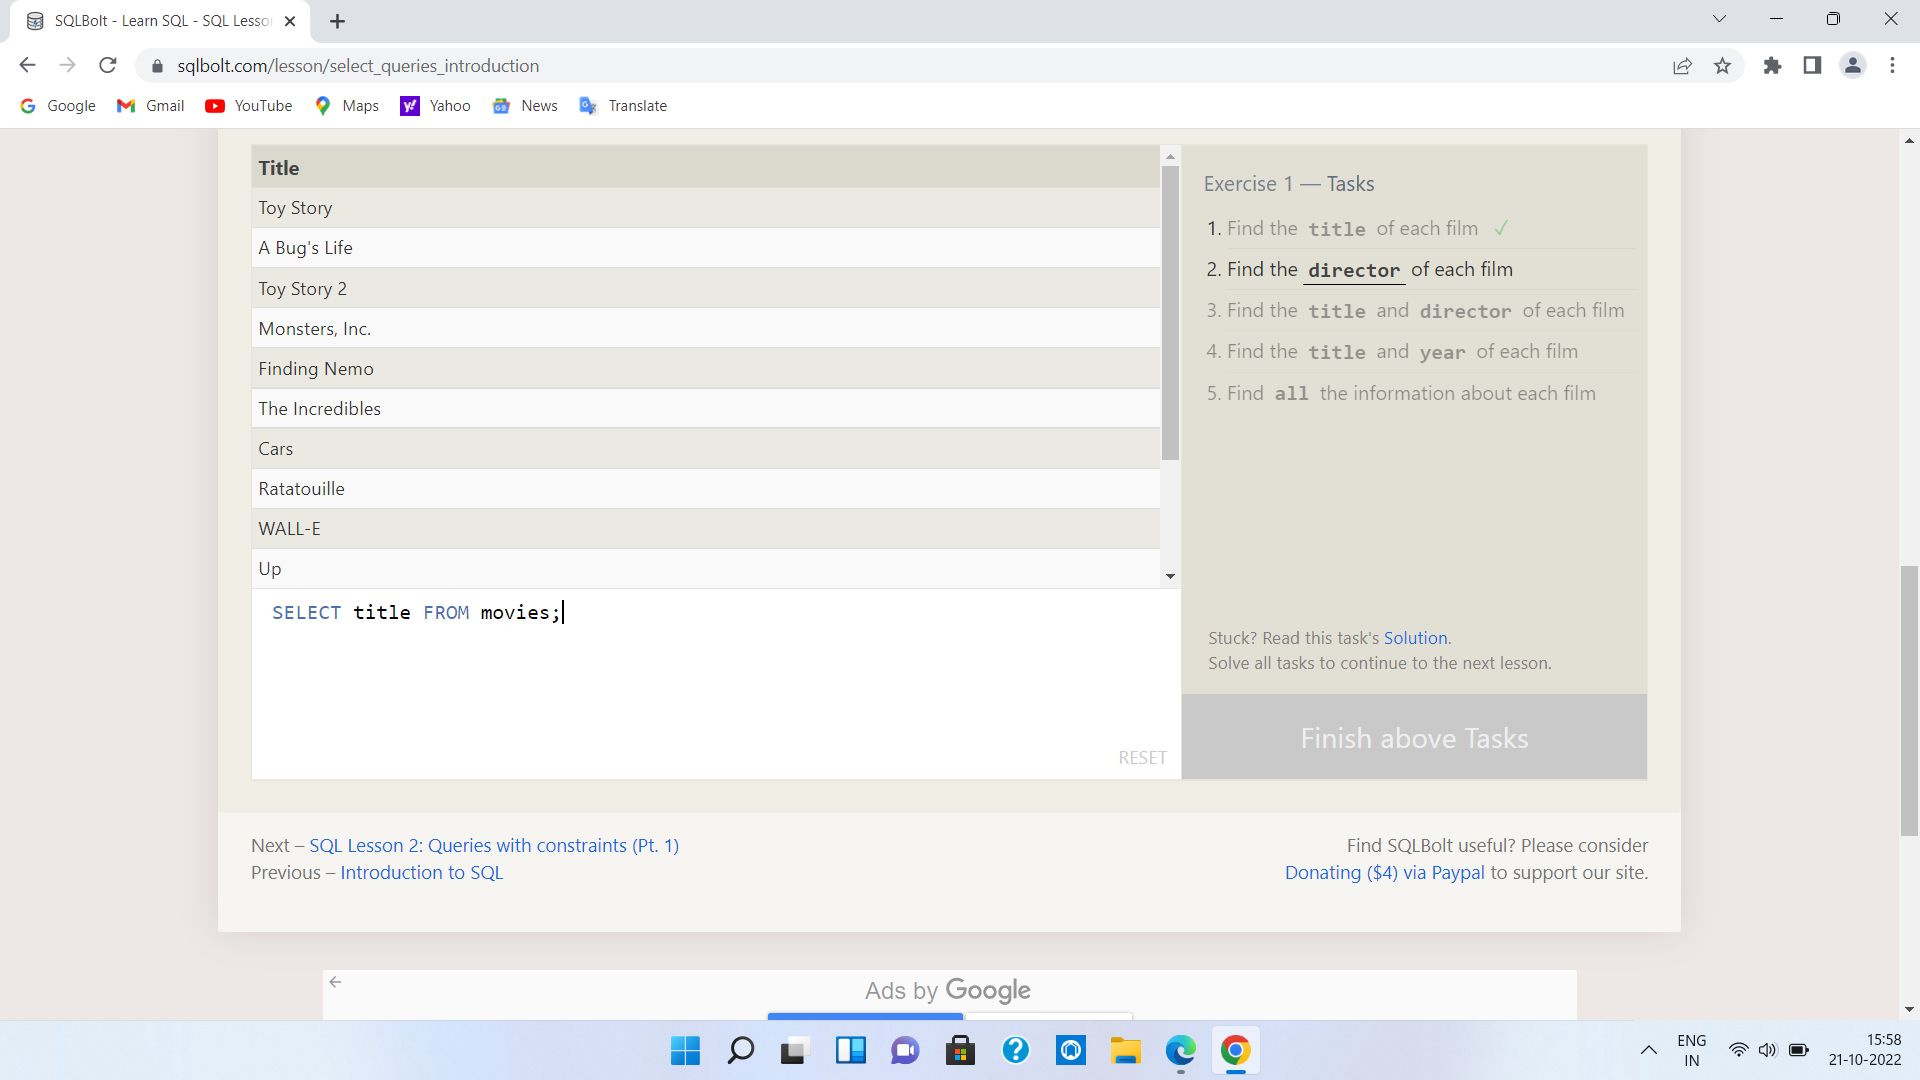 SQLBolt - Learn SQL - SQL Lesso
sqlbolt.com/lesson/select_queries_introduction
Google Gmail YouTube Maps Yahoo News Translate
Title
Toy Story
A Bug's Life
Toy Story 2
Monsters, Inc.
Finding Nemo
The Incredibles
Cars
Ratatouille
WALL-E
Up
SELECT title FROM movies;
RESET
Exercise 1 — Tasks
1. Find the title of each film ✓
2. Find the director of each film
3. Find the title and director of each film
4. Find the title and year of each film
5. Find all the information about each film
Stuck? Read this task's Solution.
Solve all tasks to continue to the next lesson.
Finish above Tasks
Next – SQL Lesson 2: Queries with constraints (Pt. 1)
Previous – Introduction to SQL
Find SQLBolt useful? Please consider
Donating ($4) via Paypal to support our site.
Ads by Google
ENG
IN
15:58
21-10-2022